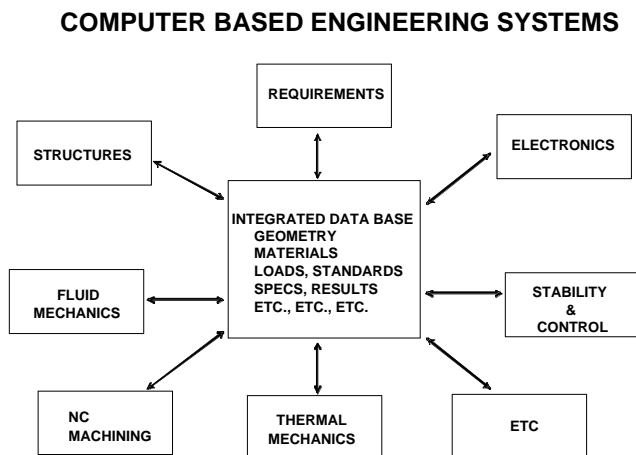 COMPUTER BASED ENGINEERING SYSTEMS
REQUIREMENTS
STRUCTURES
ELECTRONICS
INTEGRATED DATA BASE
GEOMETRY
MATERIALS
LOADS, STANDARDS
SPECS, RESULTS
ETC., ETC., ETC.
FLUID
MECHANICS
STABILITY
&
CONTROL
NC
MACHINING
THERMAL
MECHANICS
ETC